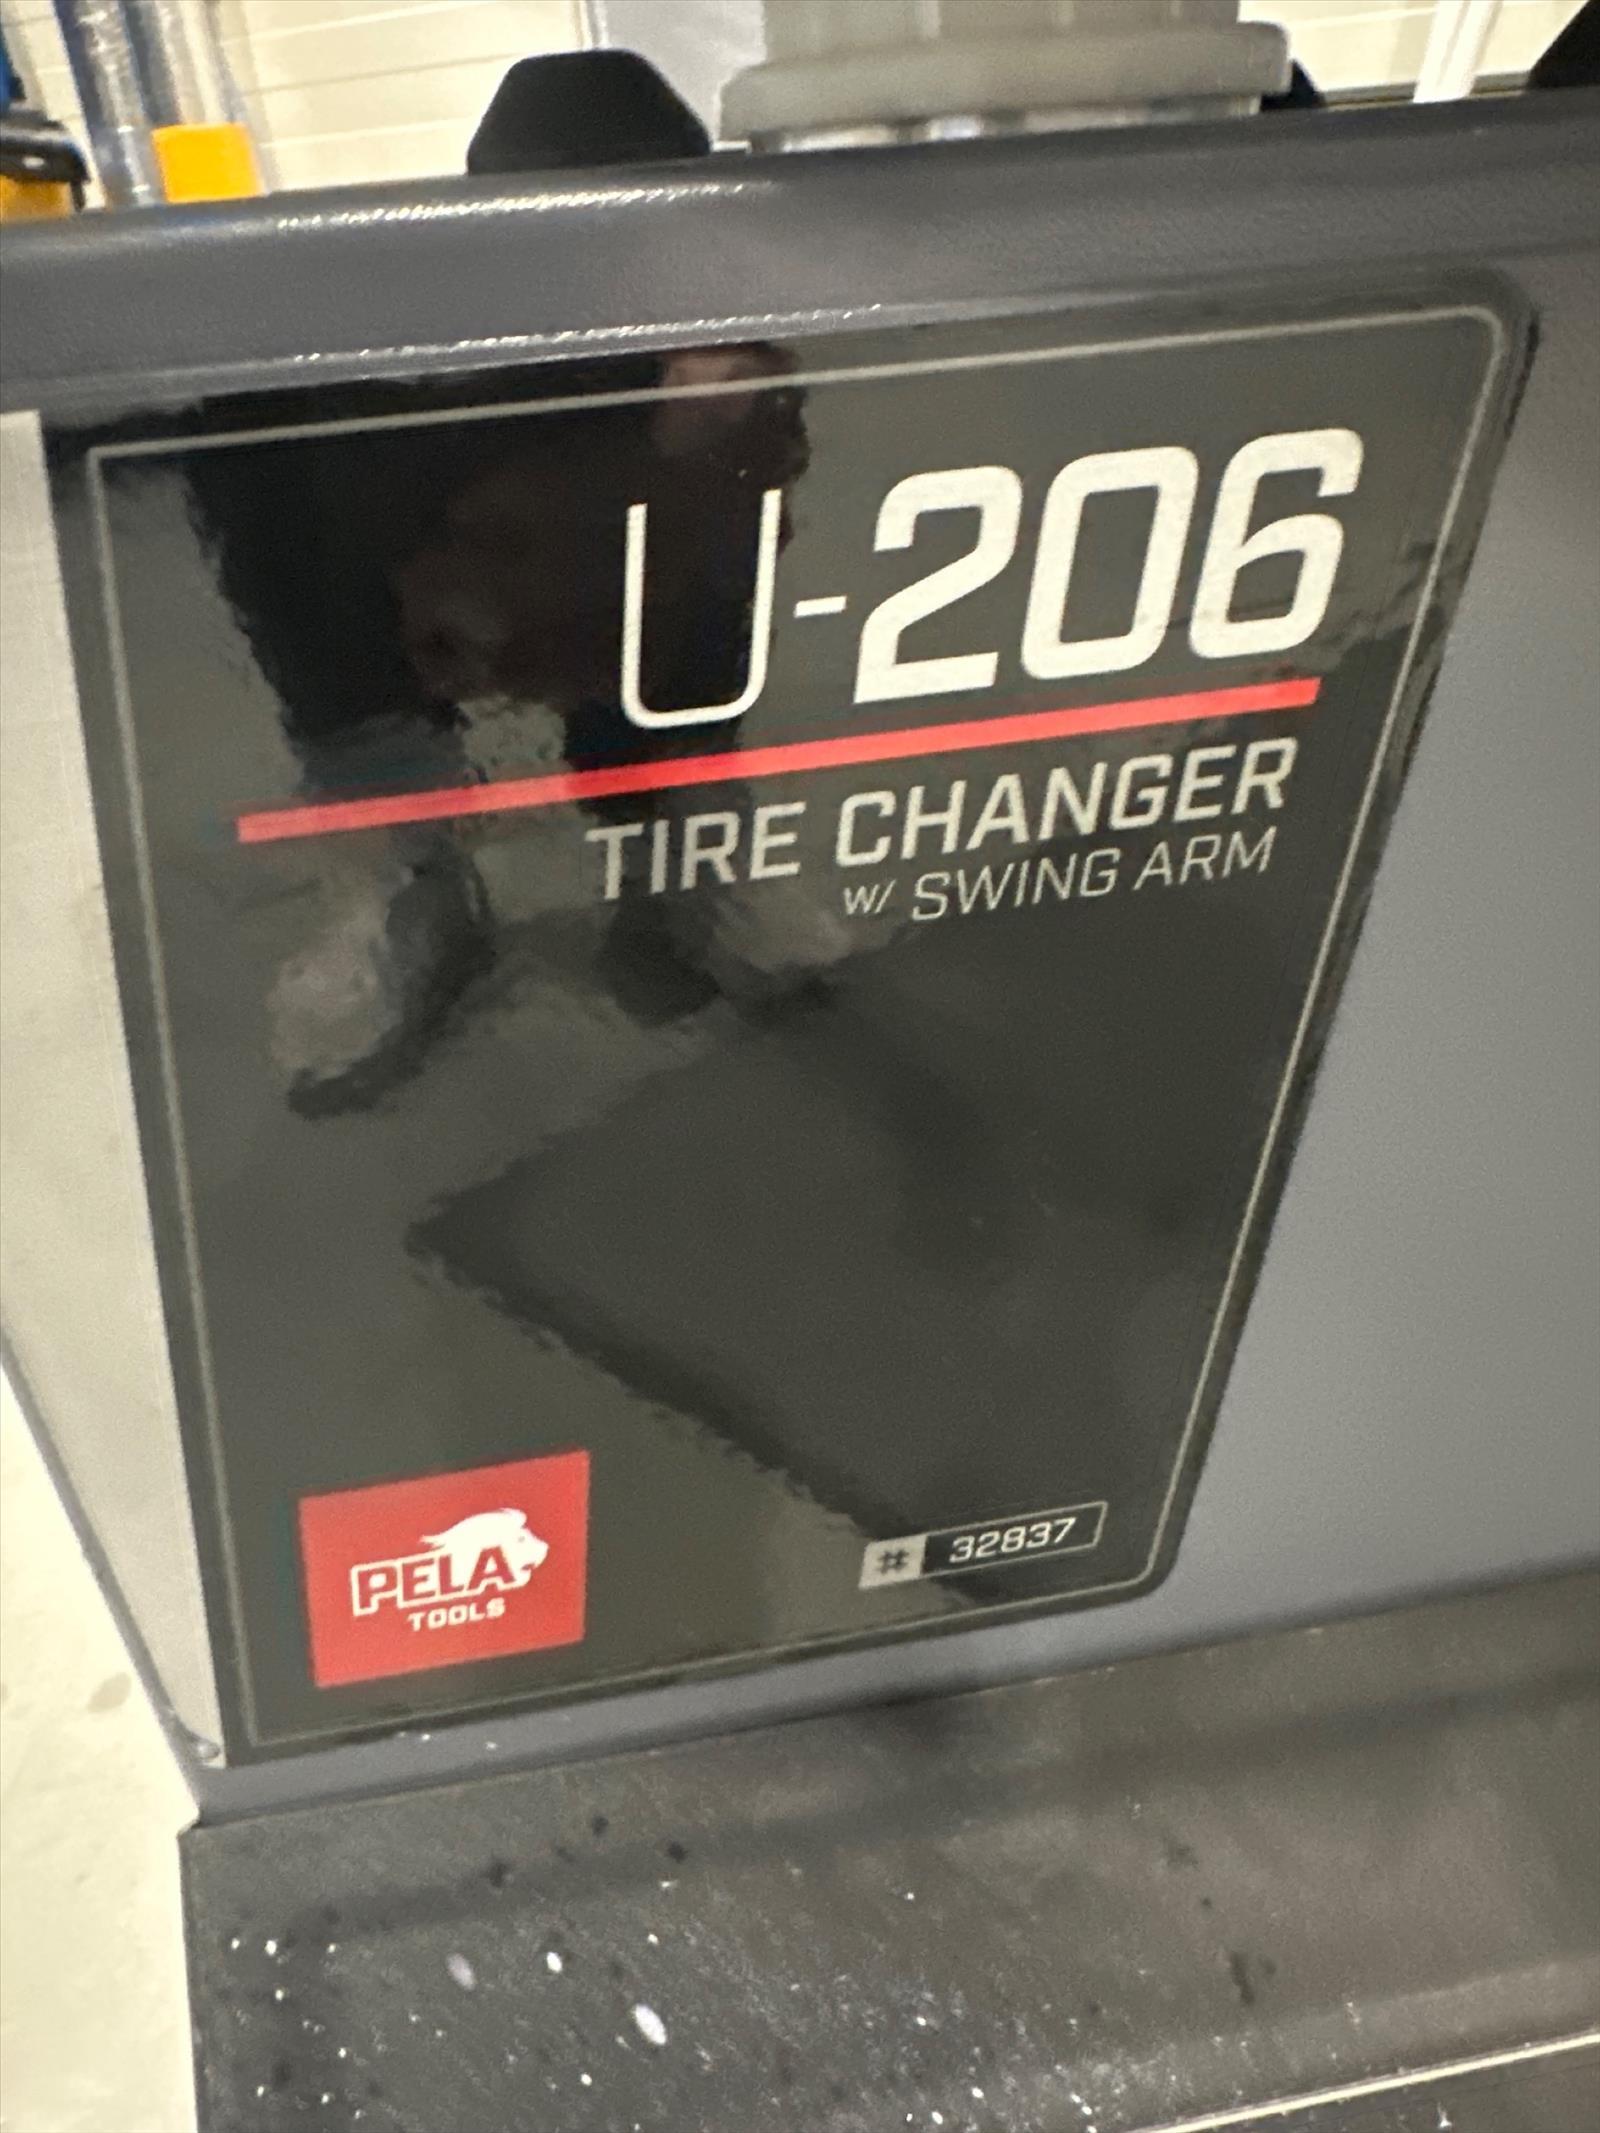 U-206
TIRE CHANGER
W/ SWING ARM
PELA
TOOLS
# 32837